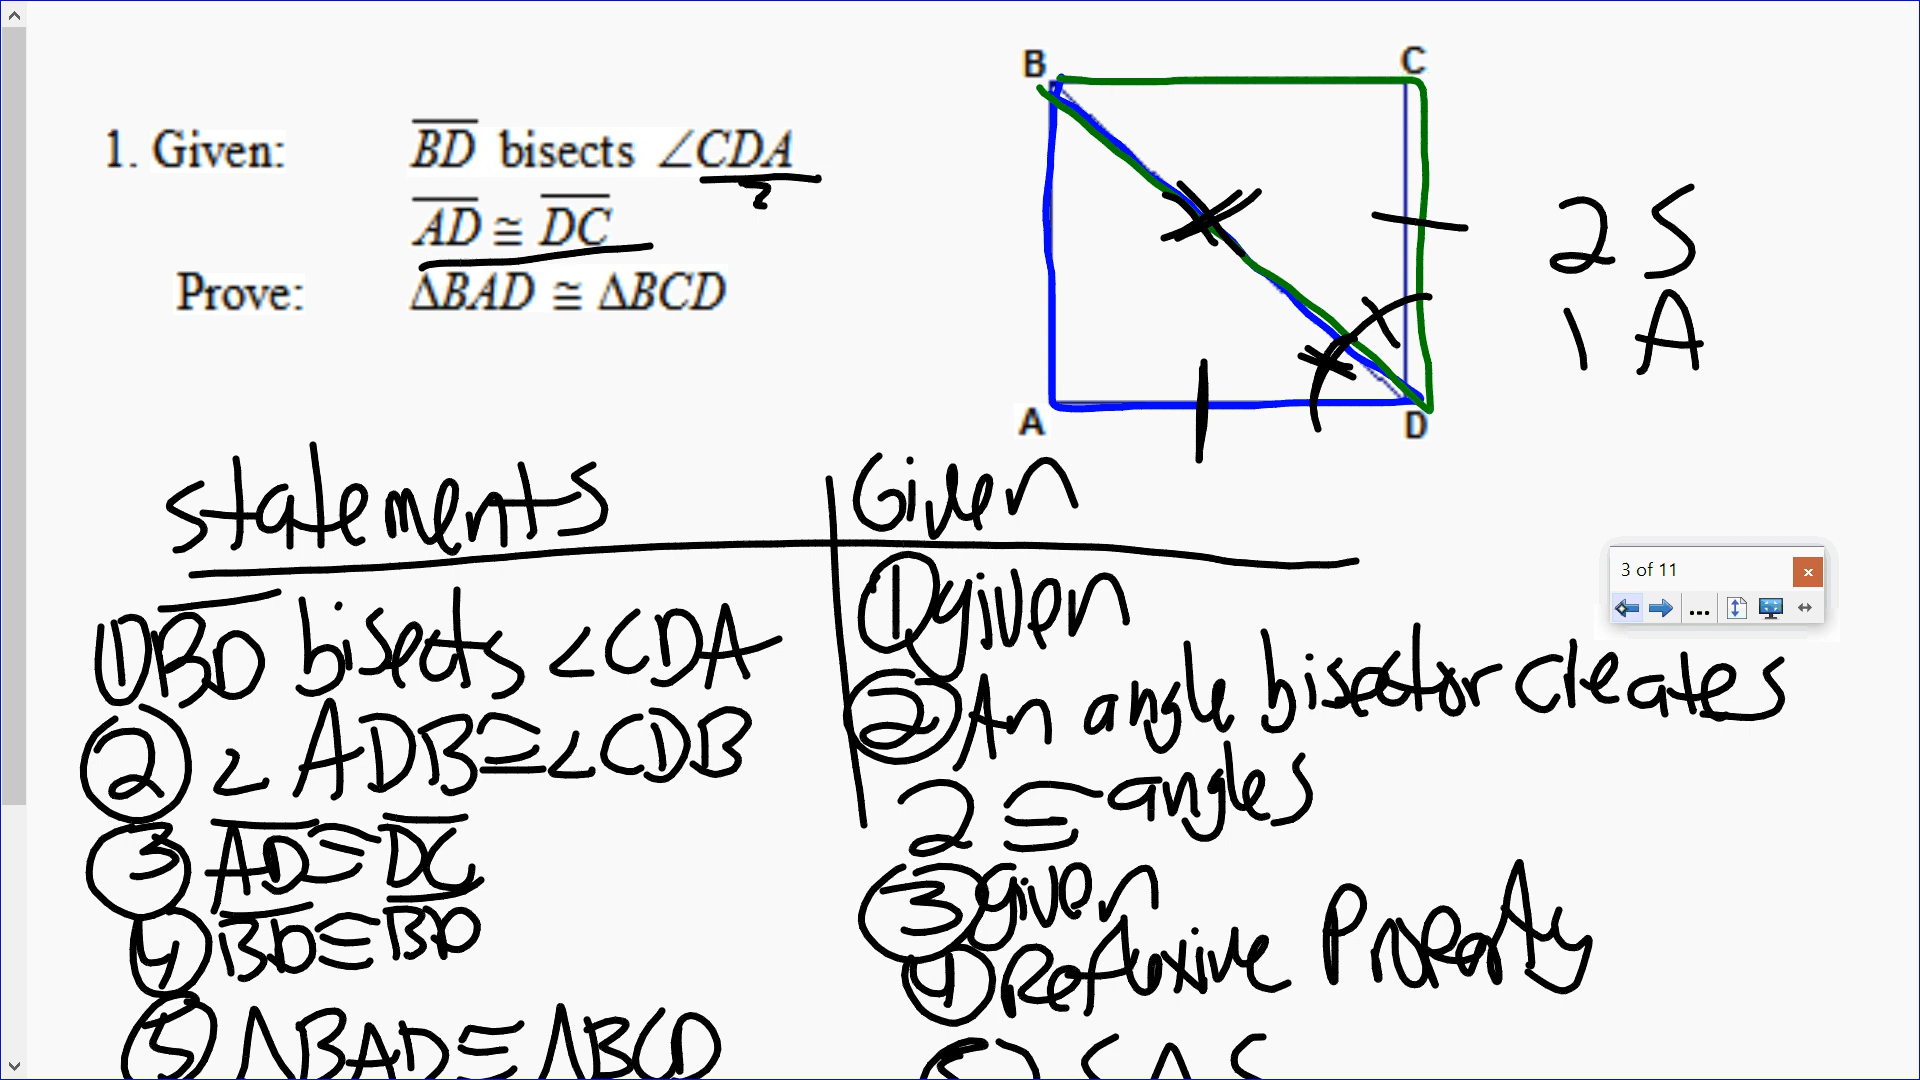 1. Given: BD bisects ∠CDA
AD ≅ DC
Prove: ΔBAD ≅ ΔBCD
B
C
A
D
2 S
1 A
statements
Given
① BD bisects ∠CDA
① given
② ∠ADB≅∠CDB
② An angle bisector creates
2 ≅ angles
③ AD≅DC
③ given
④ BD≅BD
④ Reflexive Property
⑤ ΔBAD≅ΔBCD
⑤ SAS
3 of 11